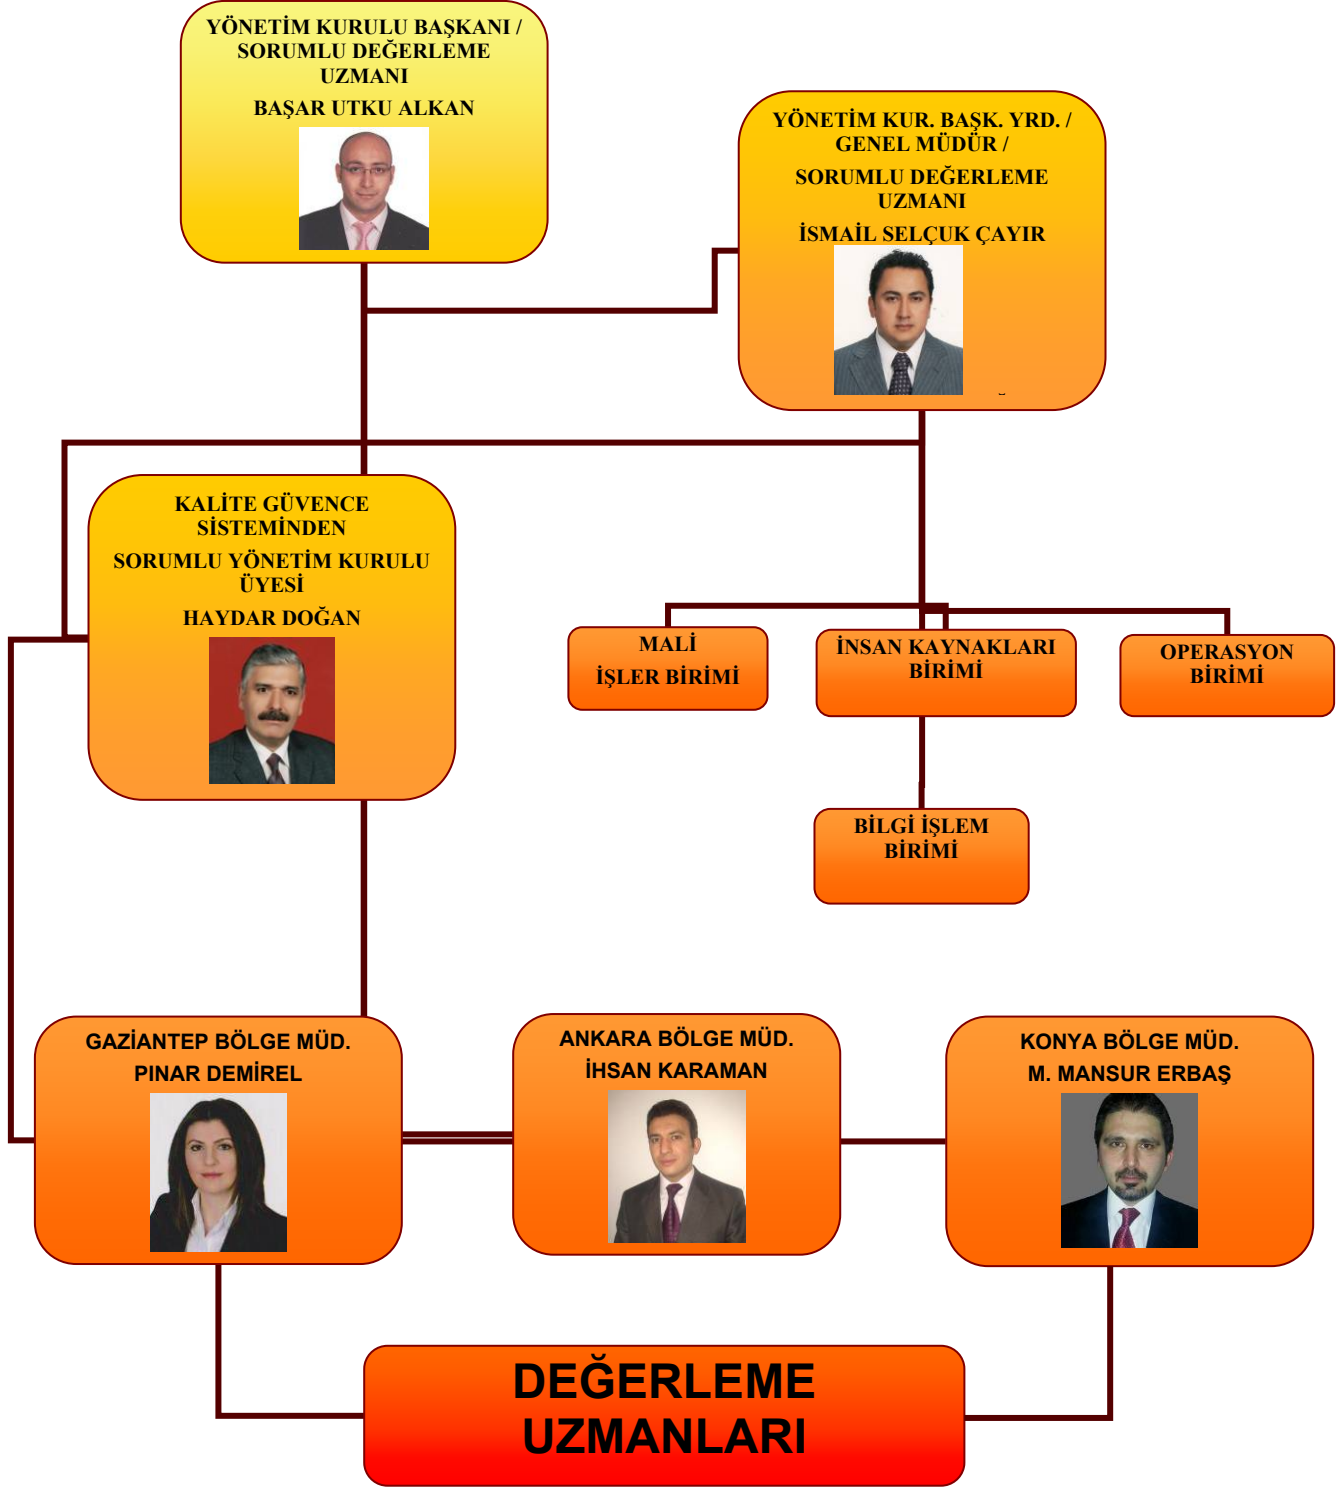 YÖNETİM KURULU BAŞKANI /
SORUMLU DEĞERLEME
UZMANI
BAŞAR UTKU ALKAN
YÖNETİM KUR. BAŞK. YRD. /
GENEL MÜDÜR /
SORUMLU DEĞERLEME
UZMANI
İSMAİL SELÇUK ÇAYIR
KALİTE GÜVENCE
SİSTEMİNDEN
SORUMLU YÖNETİM KURULU
ÜYESİ
HAYDAR DOĞAN
MALİ
İŞLER BİRİMİ
İNSAN KAYNAKLARI
BİRİMİ
OPERASYON
BİRİMİ
BİLGİ İŞLEM
BİRİMİ
GAZİANTEP BÖLGE MÜD.
PINAR DEMİREL
ANKARA BÖLGE MÜD.
İHSAN KARAMAN
KONYA BÖLGE MÜD.
M. MANSUR ERBAŞ
DEĞERLEME
UZMANLARI